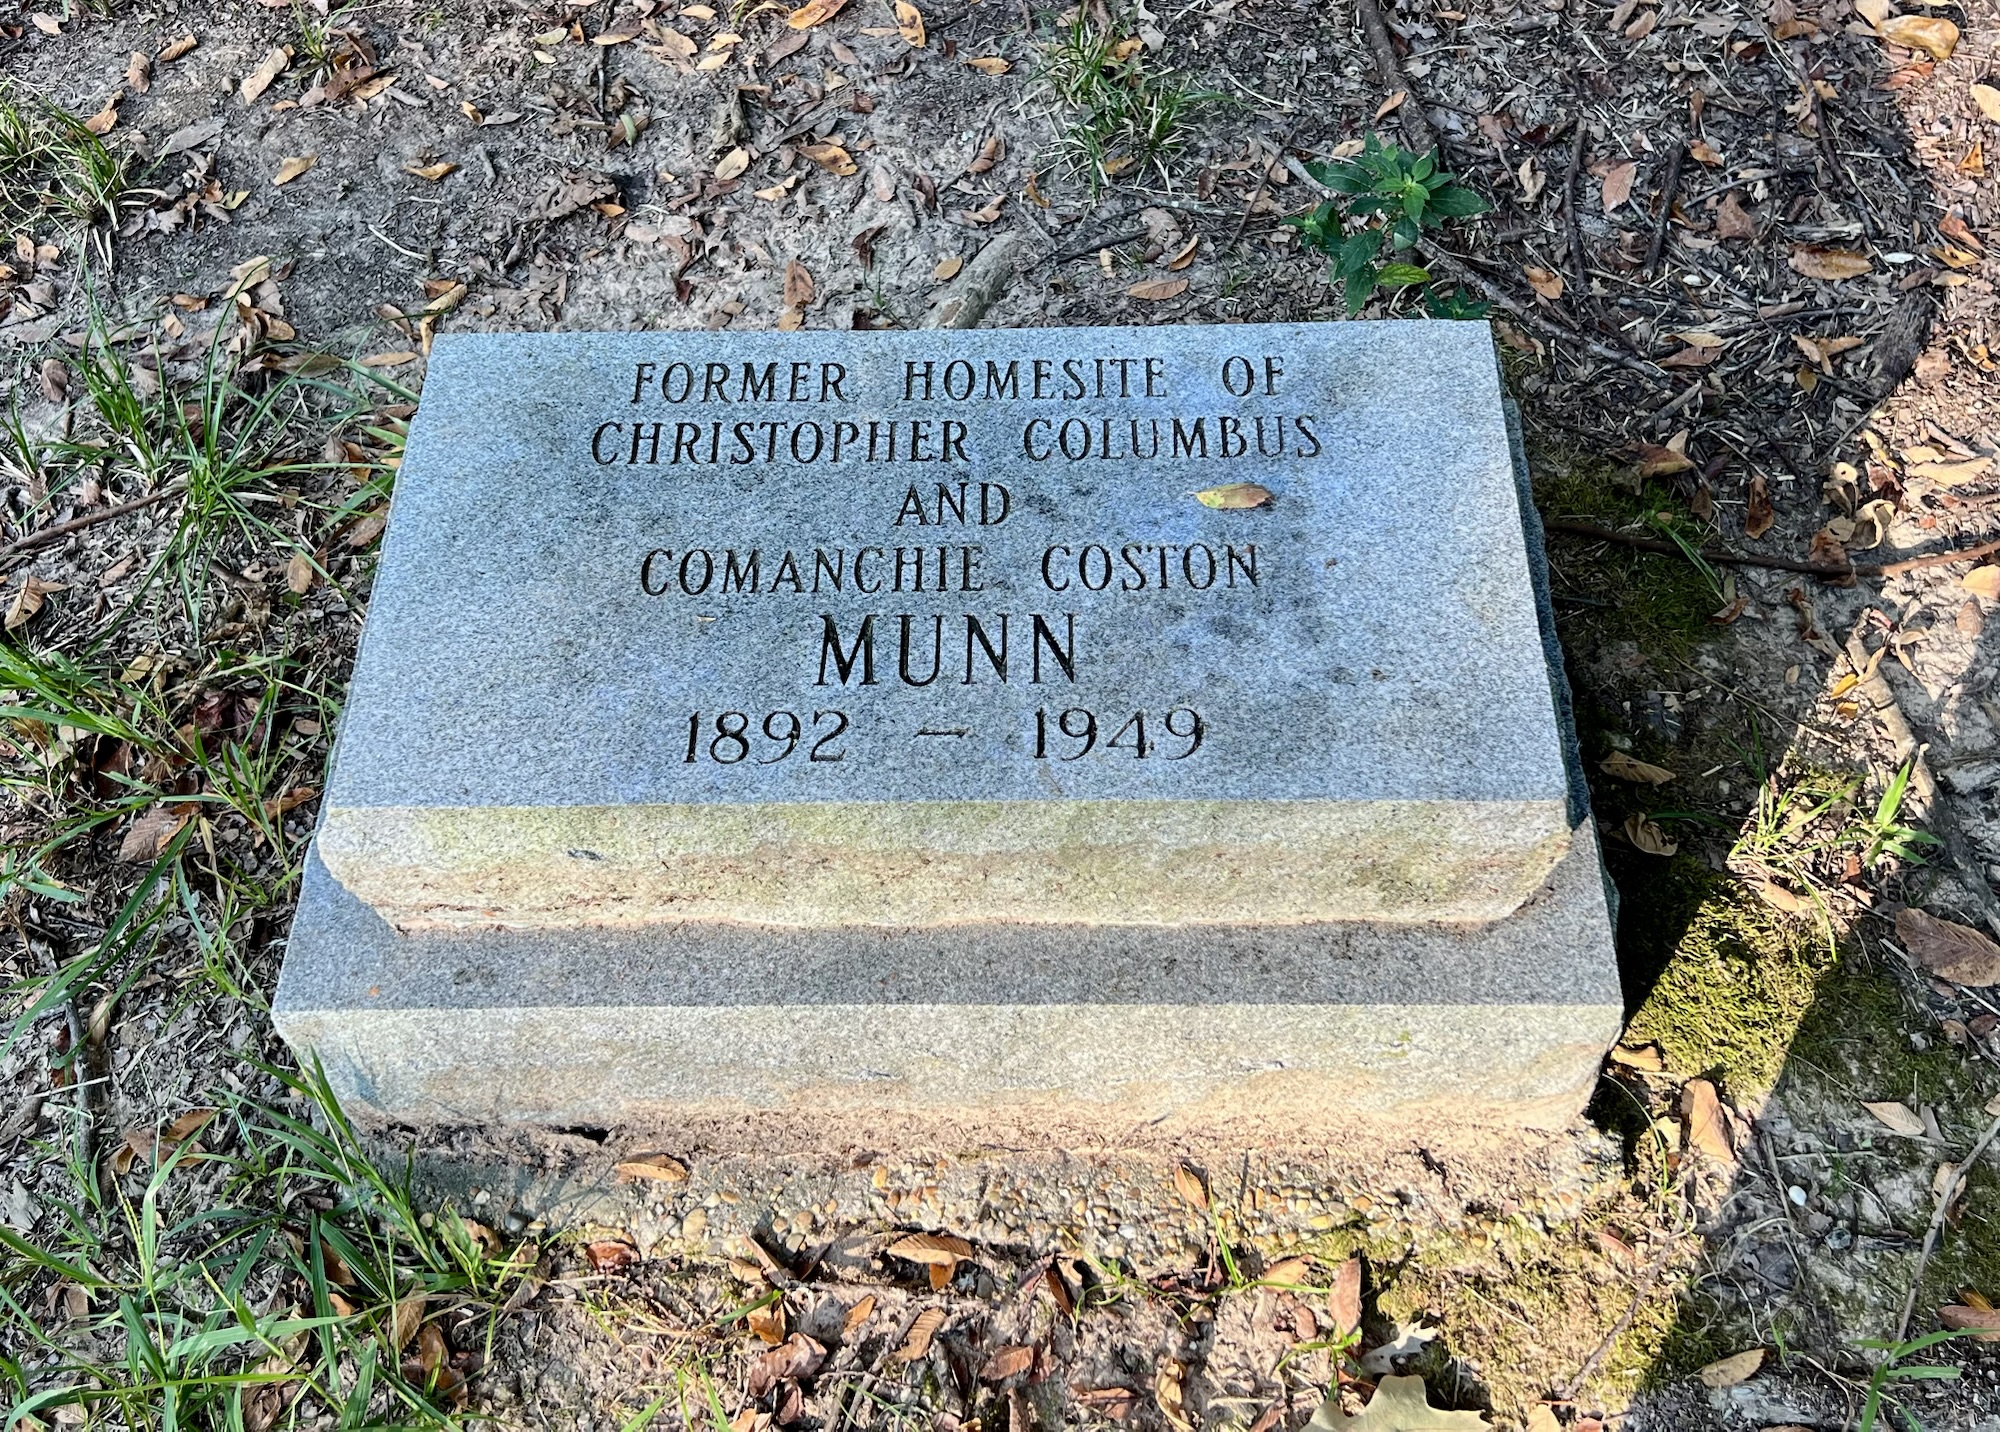 FORMER HOMESITE OF
CHRISTOPHER COLUMBUS
AND
COMANCHIE COSTON
MUNN
1892 - 1949